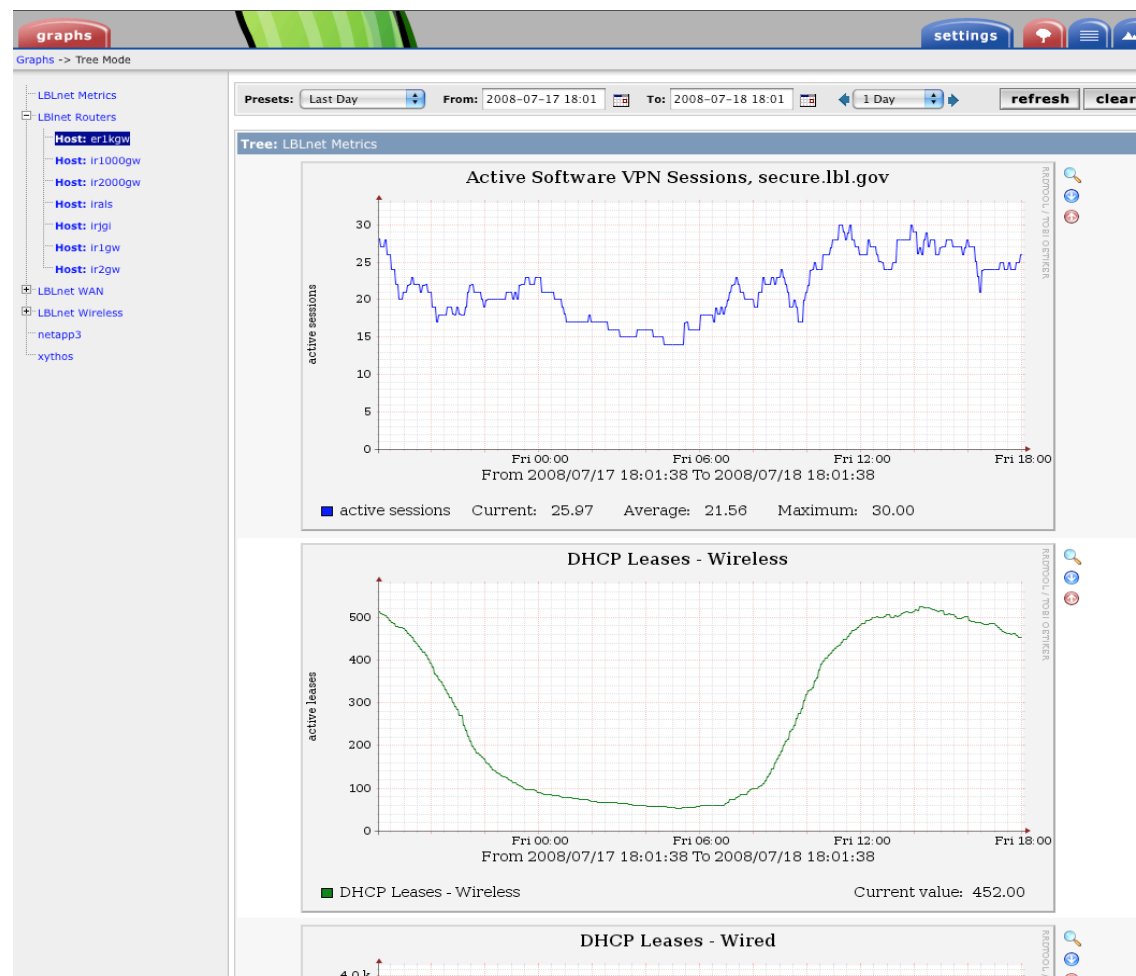 graphs
settings
Graphs -> Tree Mode
LBLnet Metrics
LBlnet Routers
Host: er1kgw
Host: ir1000gw
Host: ir2000gw
Host: irals
Host: irjgi
Host: ir1gw
Host: ir2gw
LBLnet WAN
LBLnet Wireless
netapp3
xythos
Presets: Last Day From: 2008-07-17 18:01 To: 2008-07-18 18:01 1 Day refresh clear
Tree: LBLnet Metrics
Active Software VPN Sessions, secure.lbl.gov
RRDTOOL / TOBI OETIKER
active sessions
30
25
20
15
10
5
0
Fri 00:00 Fri 06:00 Fri 12:00 Fri 18:00
From 2008/07/17 18:01:38 To 2008/07/18 18:01:38
active sessions Current: 25.97 Average: 21.56 Maximum: 30.00
DHCP Leases - Wireless
RRDTOOL / TOBI OETIKER
active leases
500
400
300
200
100
0
Fri 00:00 Fri 06:00 Fri 12:00 Fri 18:00
From 2008/07/17 18:01:38 To 2008/07/18 18:01:38
DHCP Leases - Wireless Current value: 452.00
DHCP Leases - Wired
RRDTOOL /
4.0 k